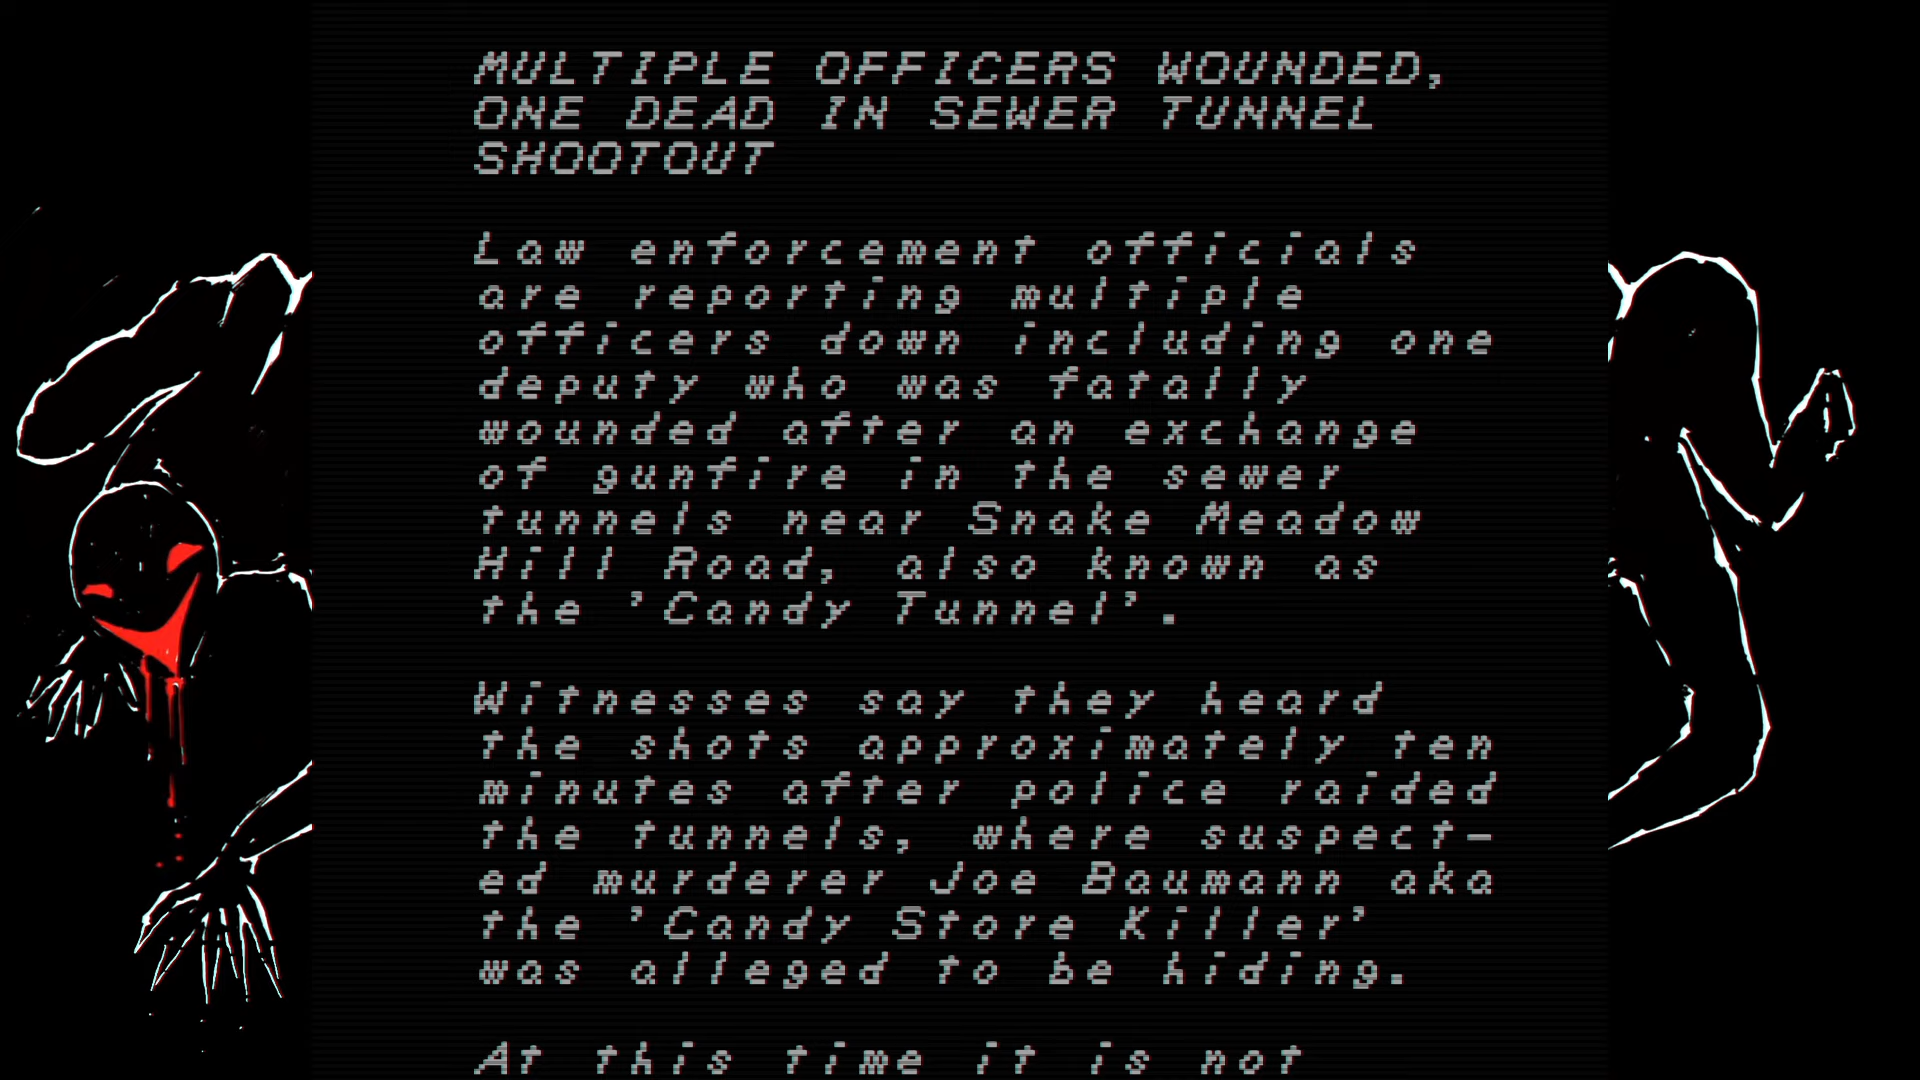 MULTIPLE OFFICERS WOUNDED,
ONE DEAD IN SEWER TUNNEL
SHOOTOUT
Law enforcement officials
are reporting multiple
officers down including one
deputy who was fatally
wounded after an exchange
of gunfire in the sewer
tunnels near Snake Meadow
Hill Road, also known as
the 'Candy Tunnel'.
Witnesses say they heard
the shots approximately ten
minutes after police raided
the tunnels, where suspect-
ed murderer Joe Baumann aka
the 'Candy Store Killer'
was alleged to be hiding.
At this time it is not